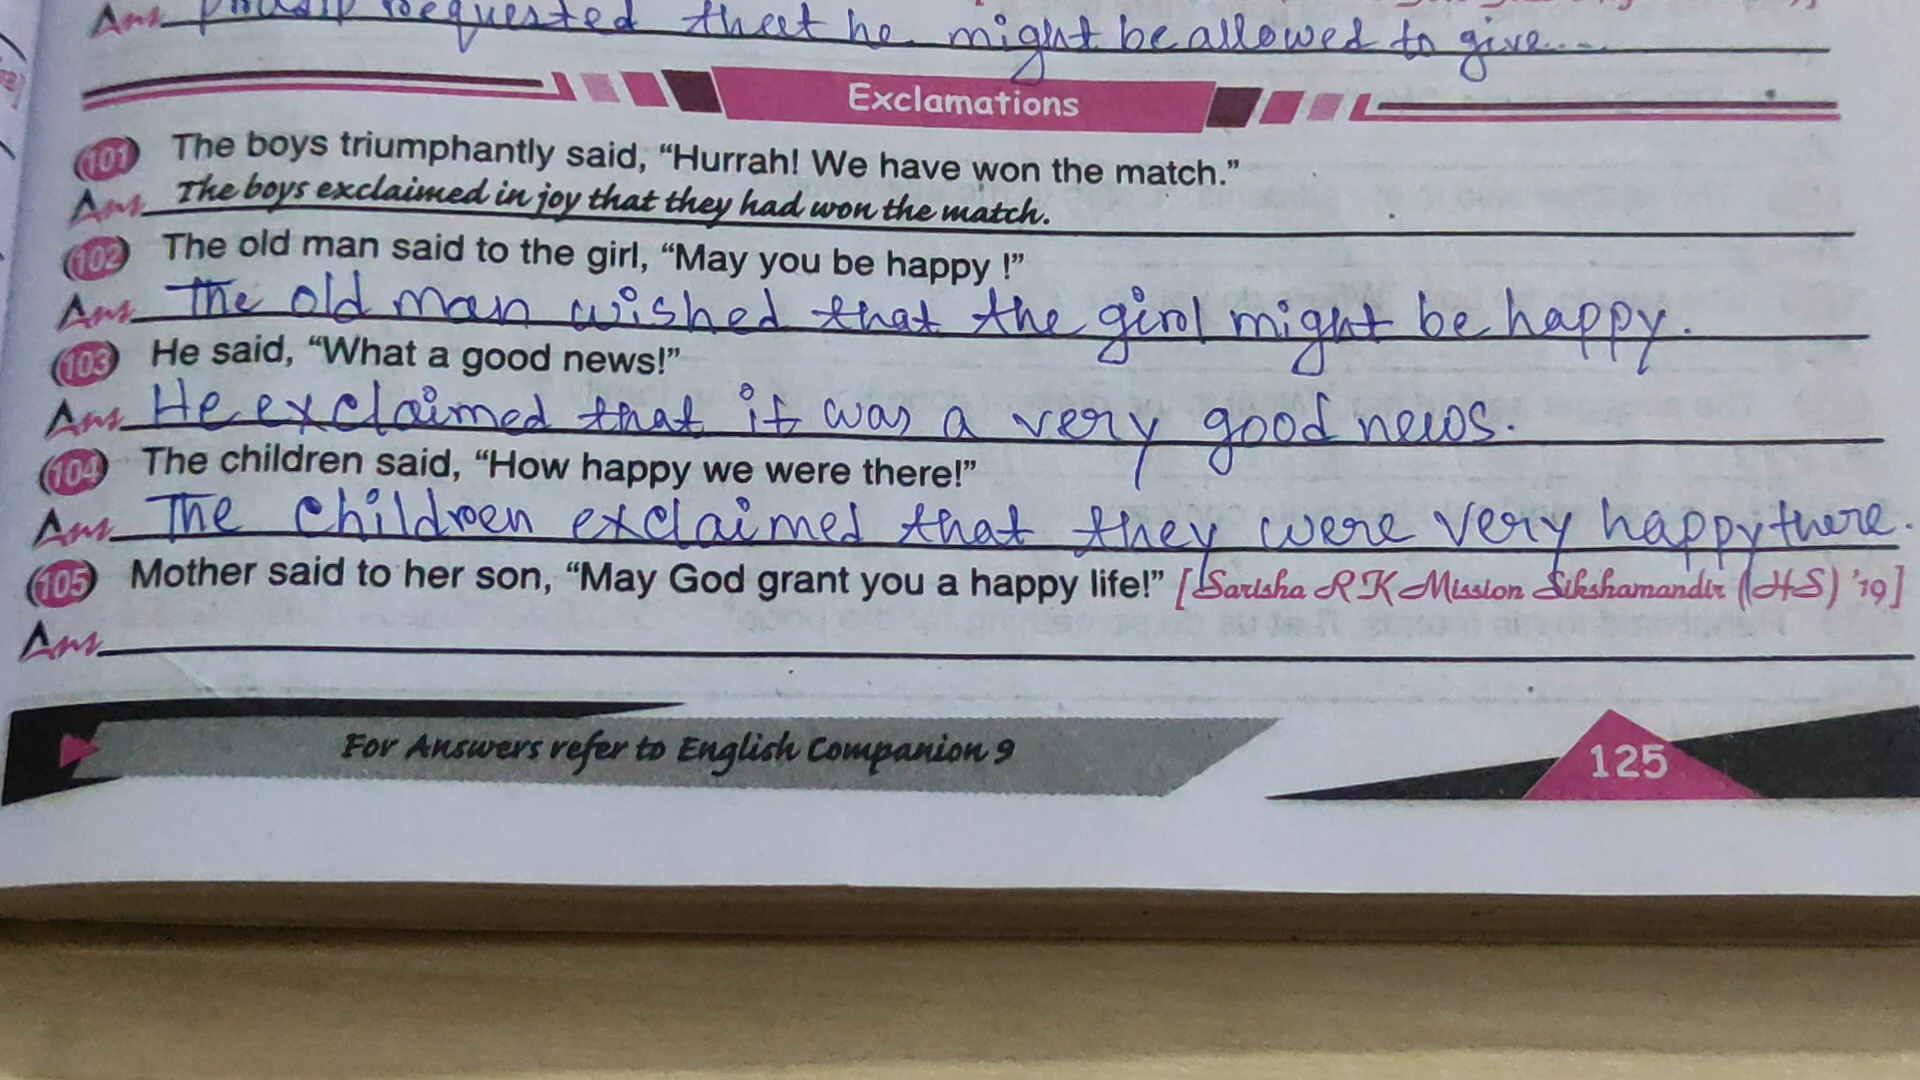 Ans requested that he might be allowed to give...
Exclamations
101 The boys triumphantly said, “Hurrah! We have won the match.”
Ans The boys exclaimed in joy that they had won the match.
102 The old man said to the girl, “May you be happy !”
Ans The old man wished that the girl might be happy.
103 He said, “What a good news!”
Ans He exclaimed that it was a very good news.
104 The children said, “How happy we were there!”
Ans The children exclaimed that they were very happy there.
105 Mother said to her son, “May God grant you a happy life!” [Sarisha RK Mission Sikshamandir (HS) '19]
Ans
For Answers refer to English Companion 9
125